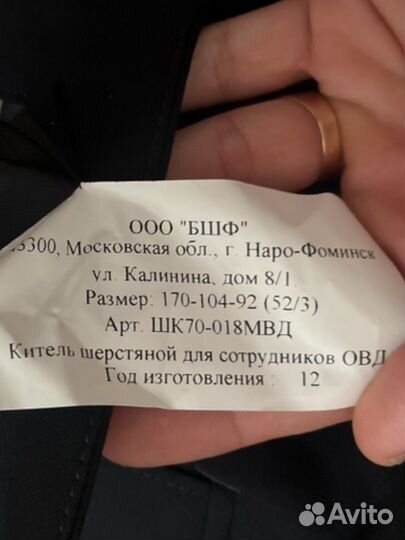 ООО "БШФ"
3300, Московская обл., г. Наро-Фоминск
ул. Калинина, дом 8/1
Размер: 170-104-92 (52/3)
Арт. ШК70-018МВД
Китель шерстяной для сотрудников ОВД
Год изготовления : 12
Avito